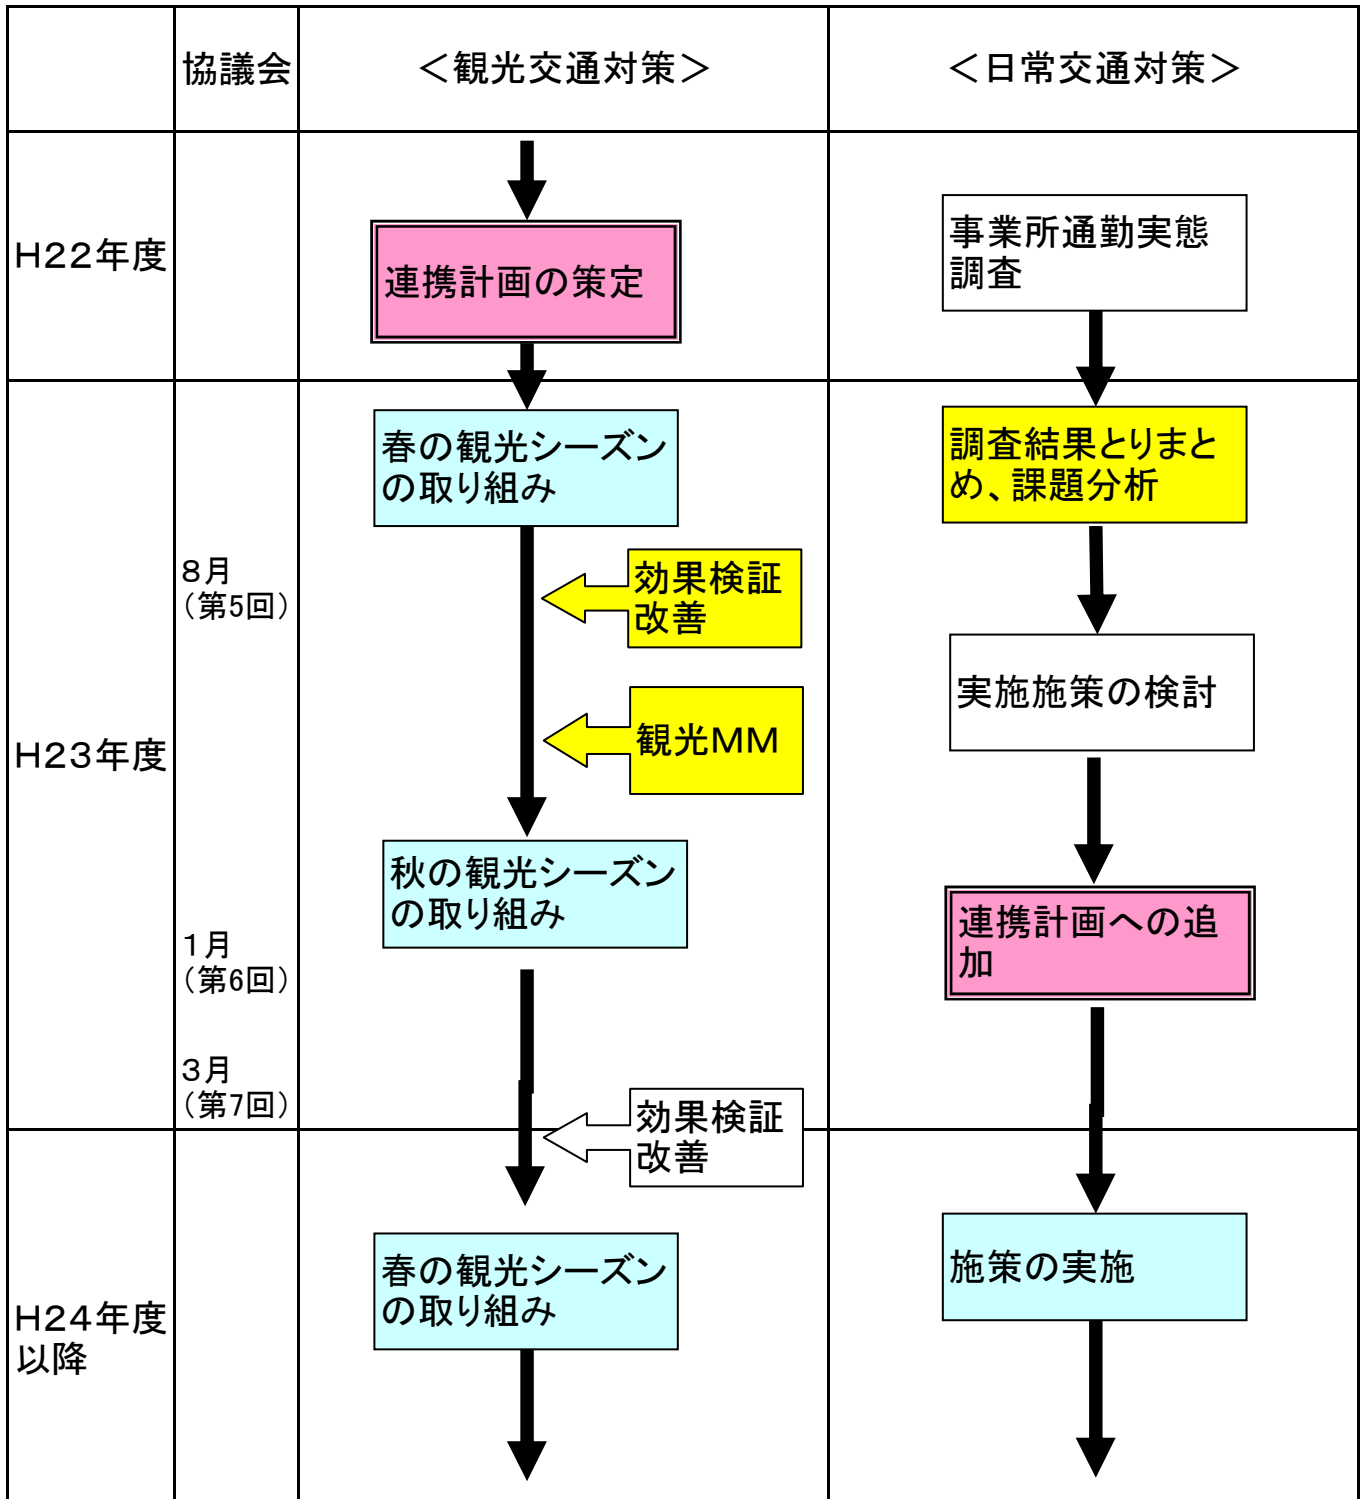 協議会
＜観光交通対策＞
＜日常交通対策＞
H22年度
連携計画の策定
事業所通勤実態
調査
H23年度
8月
（第5回）
1月
（第6回）
3月
（第7回）
春の観光シーズン
の取り組み
効果検証
改善
観光MM
秋の観光シーズン
の取り組み
効果検証
改善
調査結果とりまと
め、課題分析
実施施策の検討
連携計画への追
加
H24年度
以降
春の観光シーズン
の取り組み
施策の実施